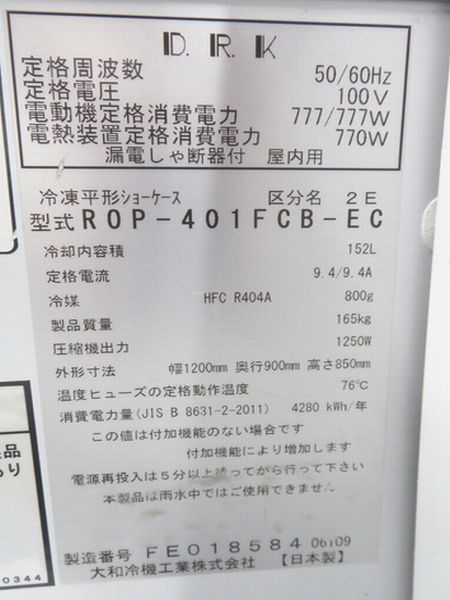 D. R. K
定格周波数 50/60Hz
定格電圧 100V
電動機定格消費電力 777/777W
電熱装置定格消費電力 770W
漏電しゃ断器付 屋内用
冷凍平形ショーケース 区分名 2E
型式 ROP-401FCB-EC
冷却内容積 152L
定格電流 9.4/9.4A
冷媒 HFC R404A 800g
製品質量 165kg
圧縮機出力 1250W
外形寸法 幅1200mm 奥行900mm 高さ850mm
温度ヒューズの定格動作温度 76℃
消費電力量(JIS B 8631-2-2011) 4280 kWh/年
この値は付加機能のない場合です
付加機能により増加します
電源再投入は5分以上待ってから行って下さい
本製品は雨水中ではご使用できません。
製造番号 FE018584 06109
大和冷機工業株式会社 【日本製】
品
り
0344